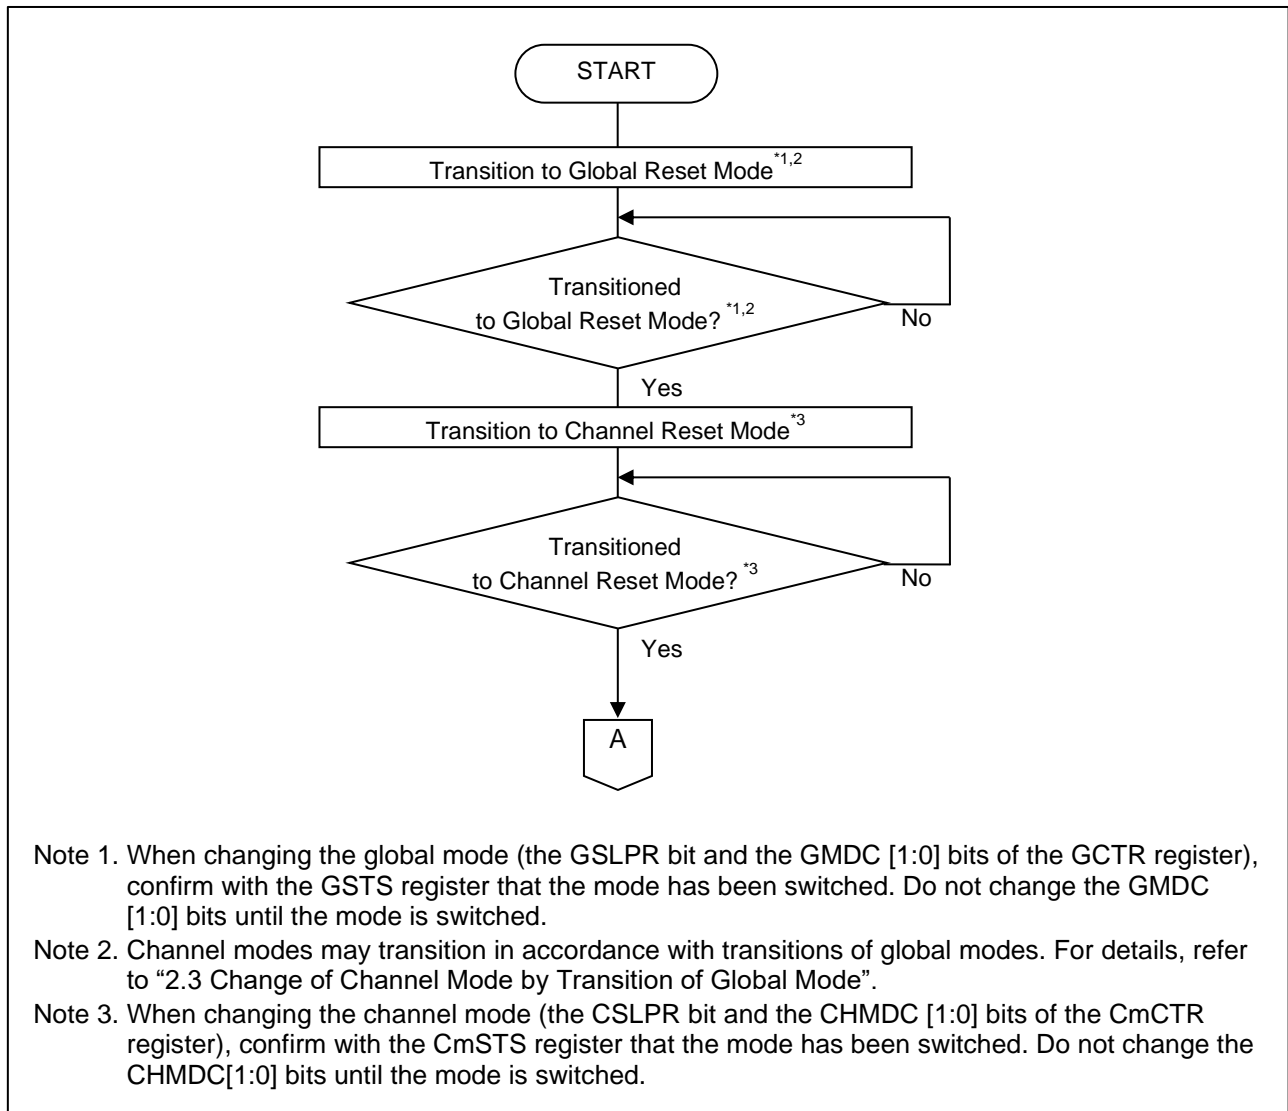 START
Transition to Global Reset Mode*1,2
Transitioned
to Global Reset Mode? *1,2
No
Yes
Transition to Channel Reset Mode*3
Transitioned
to Channel Reset Mode? *3
No
Yes
A
Note 1. When changing the global mode (the GSLPR bit and the GMDC [1:0] bits of the GCTR register),
confirm with the GSTS register that the mode has been switched. Do not change the GMDC
[1:0] bits until the mode is switched.
Note 2. Channel modes may transition in accordance with transitions of global modes. For details, refer
to “2.3 Change of Channel Mode by Transition of Global Mode”.
Note 3. When changing the channel mode (the CSLPR bit and the CHMDC [1:0] bits of the CmCTR
register), confirm with the CmSTS register that the mode has been switched. Do not change the
CHMDC[1:0] bits until the mode is switched.